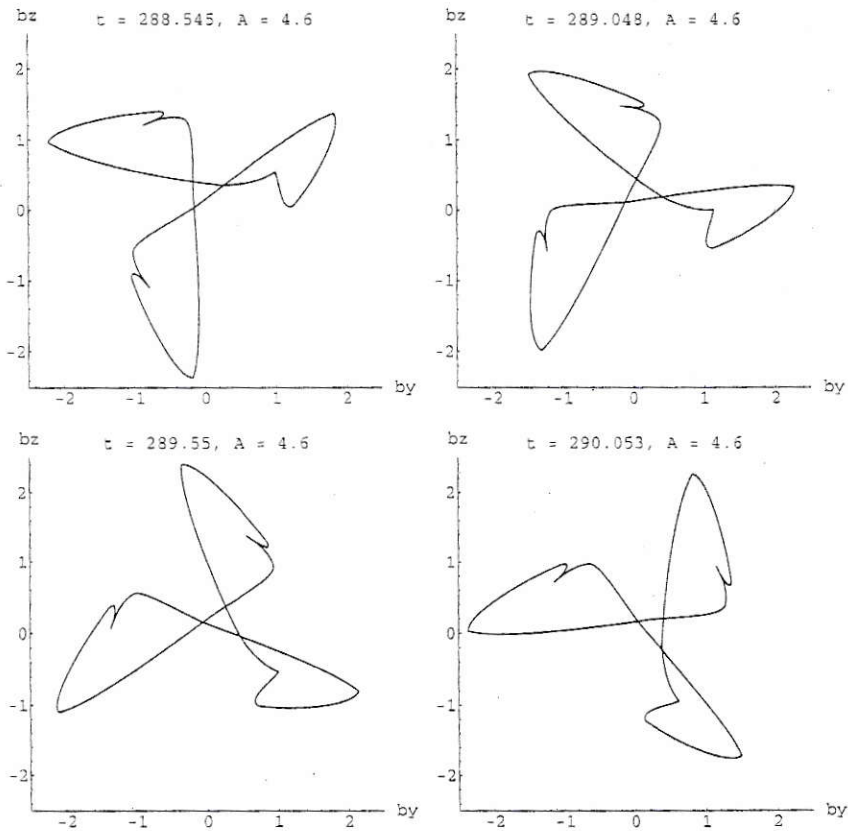 bz t = 288.545, A = 4.6
2
1
0
-1
-2
-2 -1 0 1 2 by
bz t = 289.048, A = 4.6
2
1
0
-1
-2
-2 -1 0 1 2 by
bz t = 289.55, A = 4.6
2
1
0
-1
-2
-2 -1 0 1 2 by
bz t = 290.053, A = 4.6
2
1
0
-1
-2
-2 -1 0 1 2 by